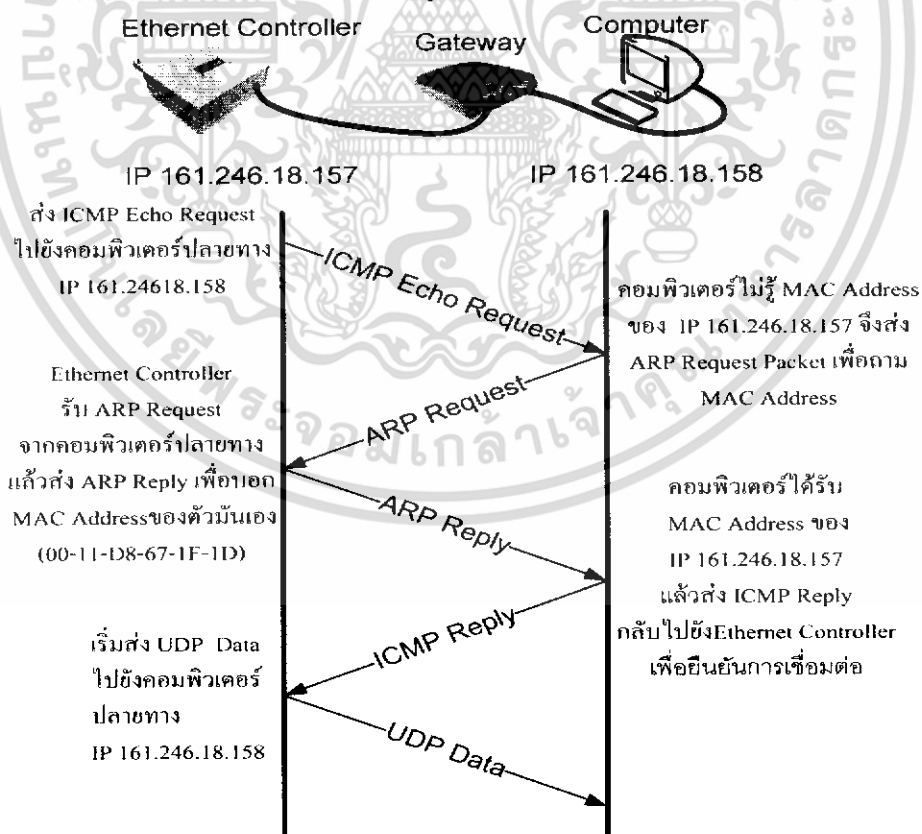 Ethernet Controller
Gateway
Computer
IP 161.246.18.157
IP 161.246.18.158
ส่ง ICMP Echo Request
ไปยังคอมพิวเตอร์ปลายทาง
IP 161.24618.158
ICMP Echo Request
คอมพิวเตอร์ไม่รู้ MAC Address
ของ IP 161.246.18.157 จึงส่ง
ARP Request Packet เพื่อถาม
MAC Address
ARP Request
Ethernet Controller
รับ ARP Request
จากคอมพิวเตอร์ปลายทาง
แล้วส่ง ARP Reply เพื่อบอก
MAC Addressของตัวมันเอง
(00-11-D8-67-1F-1D)
ARP Reply
คอมพิวเตอร์ได้รับ
MAC Address ของ
IP 161.246.18.157
แล้วส่ง ICMP Reply
กลับไปยังEthernet Controller
เพื่อยืนยันการเชื่อมต่อ
ICMP Reply
เริ่มส่ง UDP Data
ไปยังคอมพิวเตอร์
ปลายทาง
IP 161.246.18.158
UDP Data